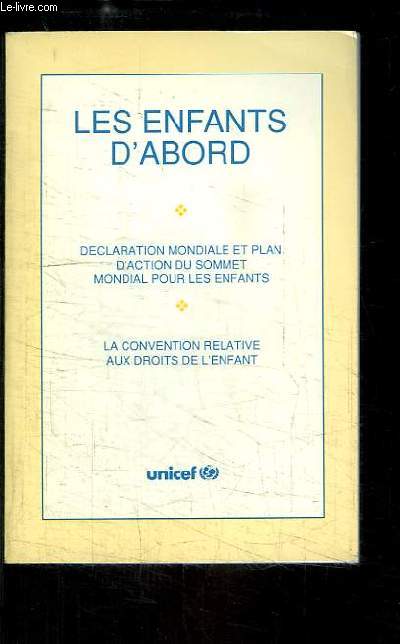 Le-livre.com
LES ENFANTS
D'ABORD
DECLARATION MONDIALE ET PLAN
D'ACTION DU SOMMET
MONDIAL POUR LES ENFANTS
LA CONVENTION RELATIVE
AUX DROITS DE L'ENFANT
unicef